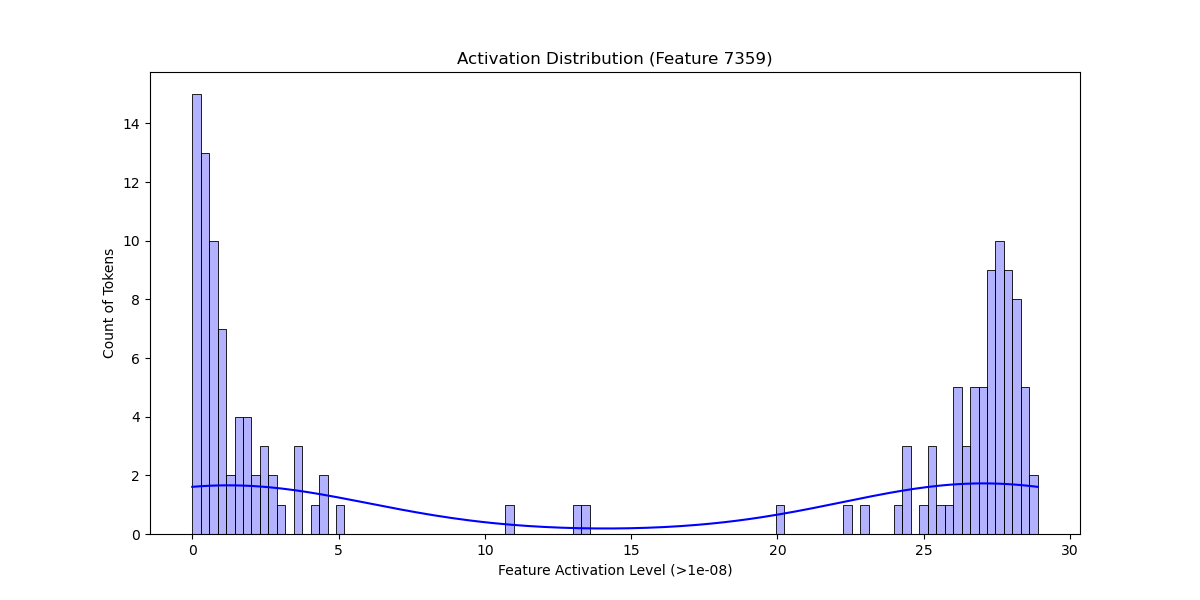 Activation Distribution (Feature 7359)
Count of Tokens
14
12
10
8
6
4
2
0
0 5 10 15 20 25 30
Feature Activation Level (>1e-08)